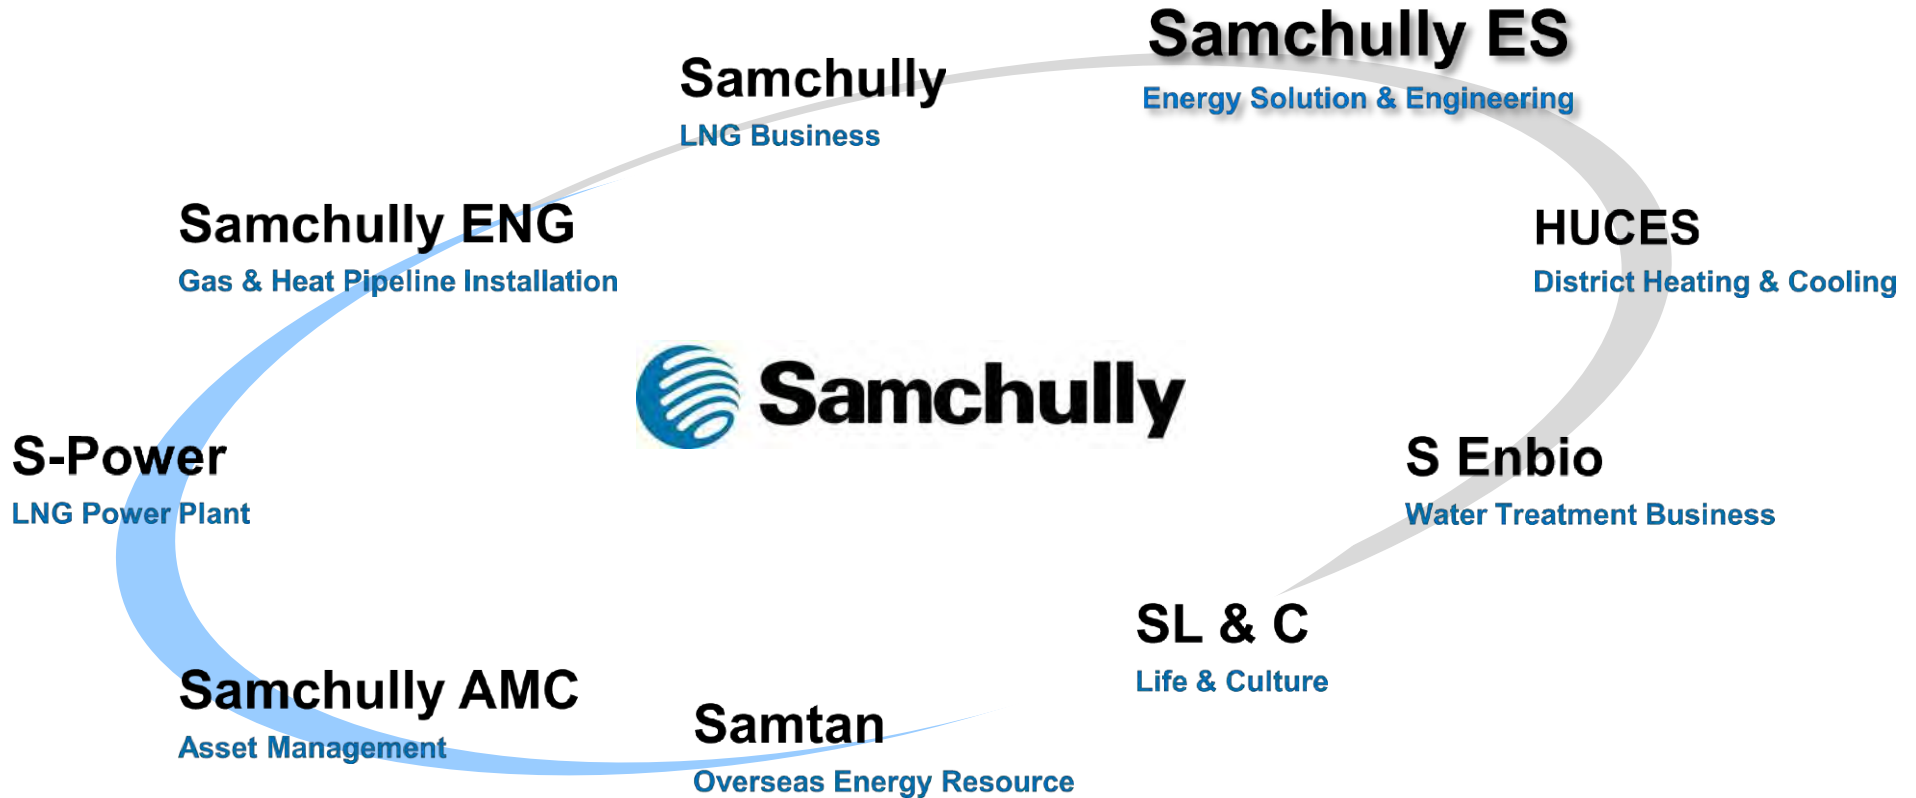 Samchully ES
Energy Solution & Engineering
Samchully
LNG Business
Samchully ENG
Gas & Heat Pipeline Installation
HUCES
District Heating & Cooling
Samchully
S-Power
LNG Power Plant
S Enbio
Water Treatment Business
SL & C
Life & Culture
Samchully AMC
Asset Management
Samtan
Overseas Energy Resource